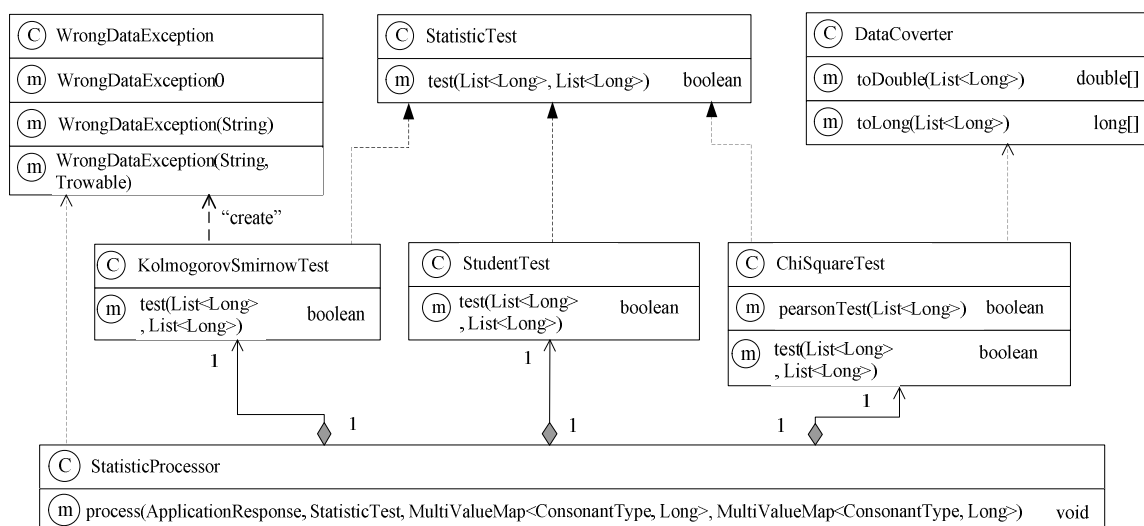 C WrongDataException
m WrongDataException0
m WrongDataException(String)
m WrongDataException(String,
Trowable)
C StatisticTest
m test(List<Long>, List<Long>) boolean
C DataCoverter
m toDouble(List<Long>) double[]
m toLong(List<Long>) long[]
“create”
C KolmogorovSmirnowTest
m test(List<Long>
, List<Long>) boolean
C StudentTest
m test(List<Long>
, List<Long>) boolean
C ChiSquareTest
m pearsonTest(List<Long>) boolean
m test(List<Long>
, List<Long>) boolean
1 1 1
1 1 1
C StatisticProcessor
m process(ApplicationResponse, StatisticTest, MultiValueMap<ConsonantType, Long>, MultiValueMap<ConsonantType, Long>) void